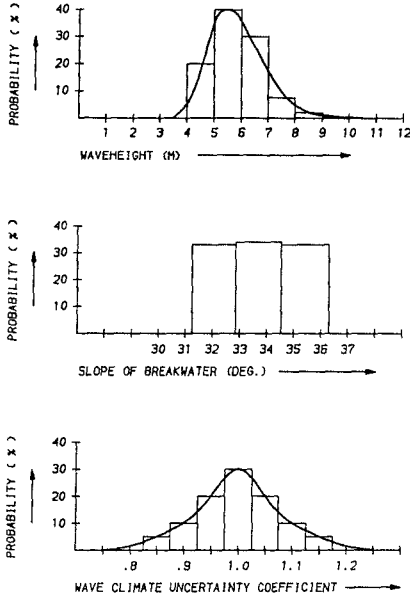 PROBABILITY (%)
40
30
20
10
1 2 3 4 5 6 7 8 9 10 11 12
WAVEHEIGHT (M)
PROBABILITY (%)
40
30
20
10
30 31 32 33 34 35 36 37
SLOPE OF BREAKWATER (DEG.)
PROBABILITY (%)
40
30
20
10
.8 .9 1.0 1.1 1.2
WAVE CLIMATE UNCERTAINTY COEFFICIENT